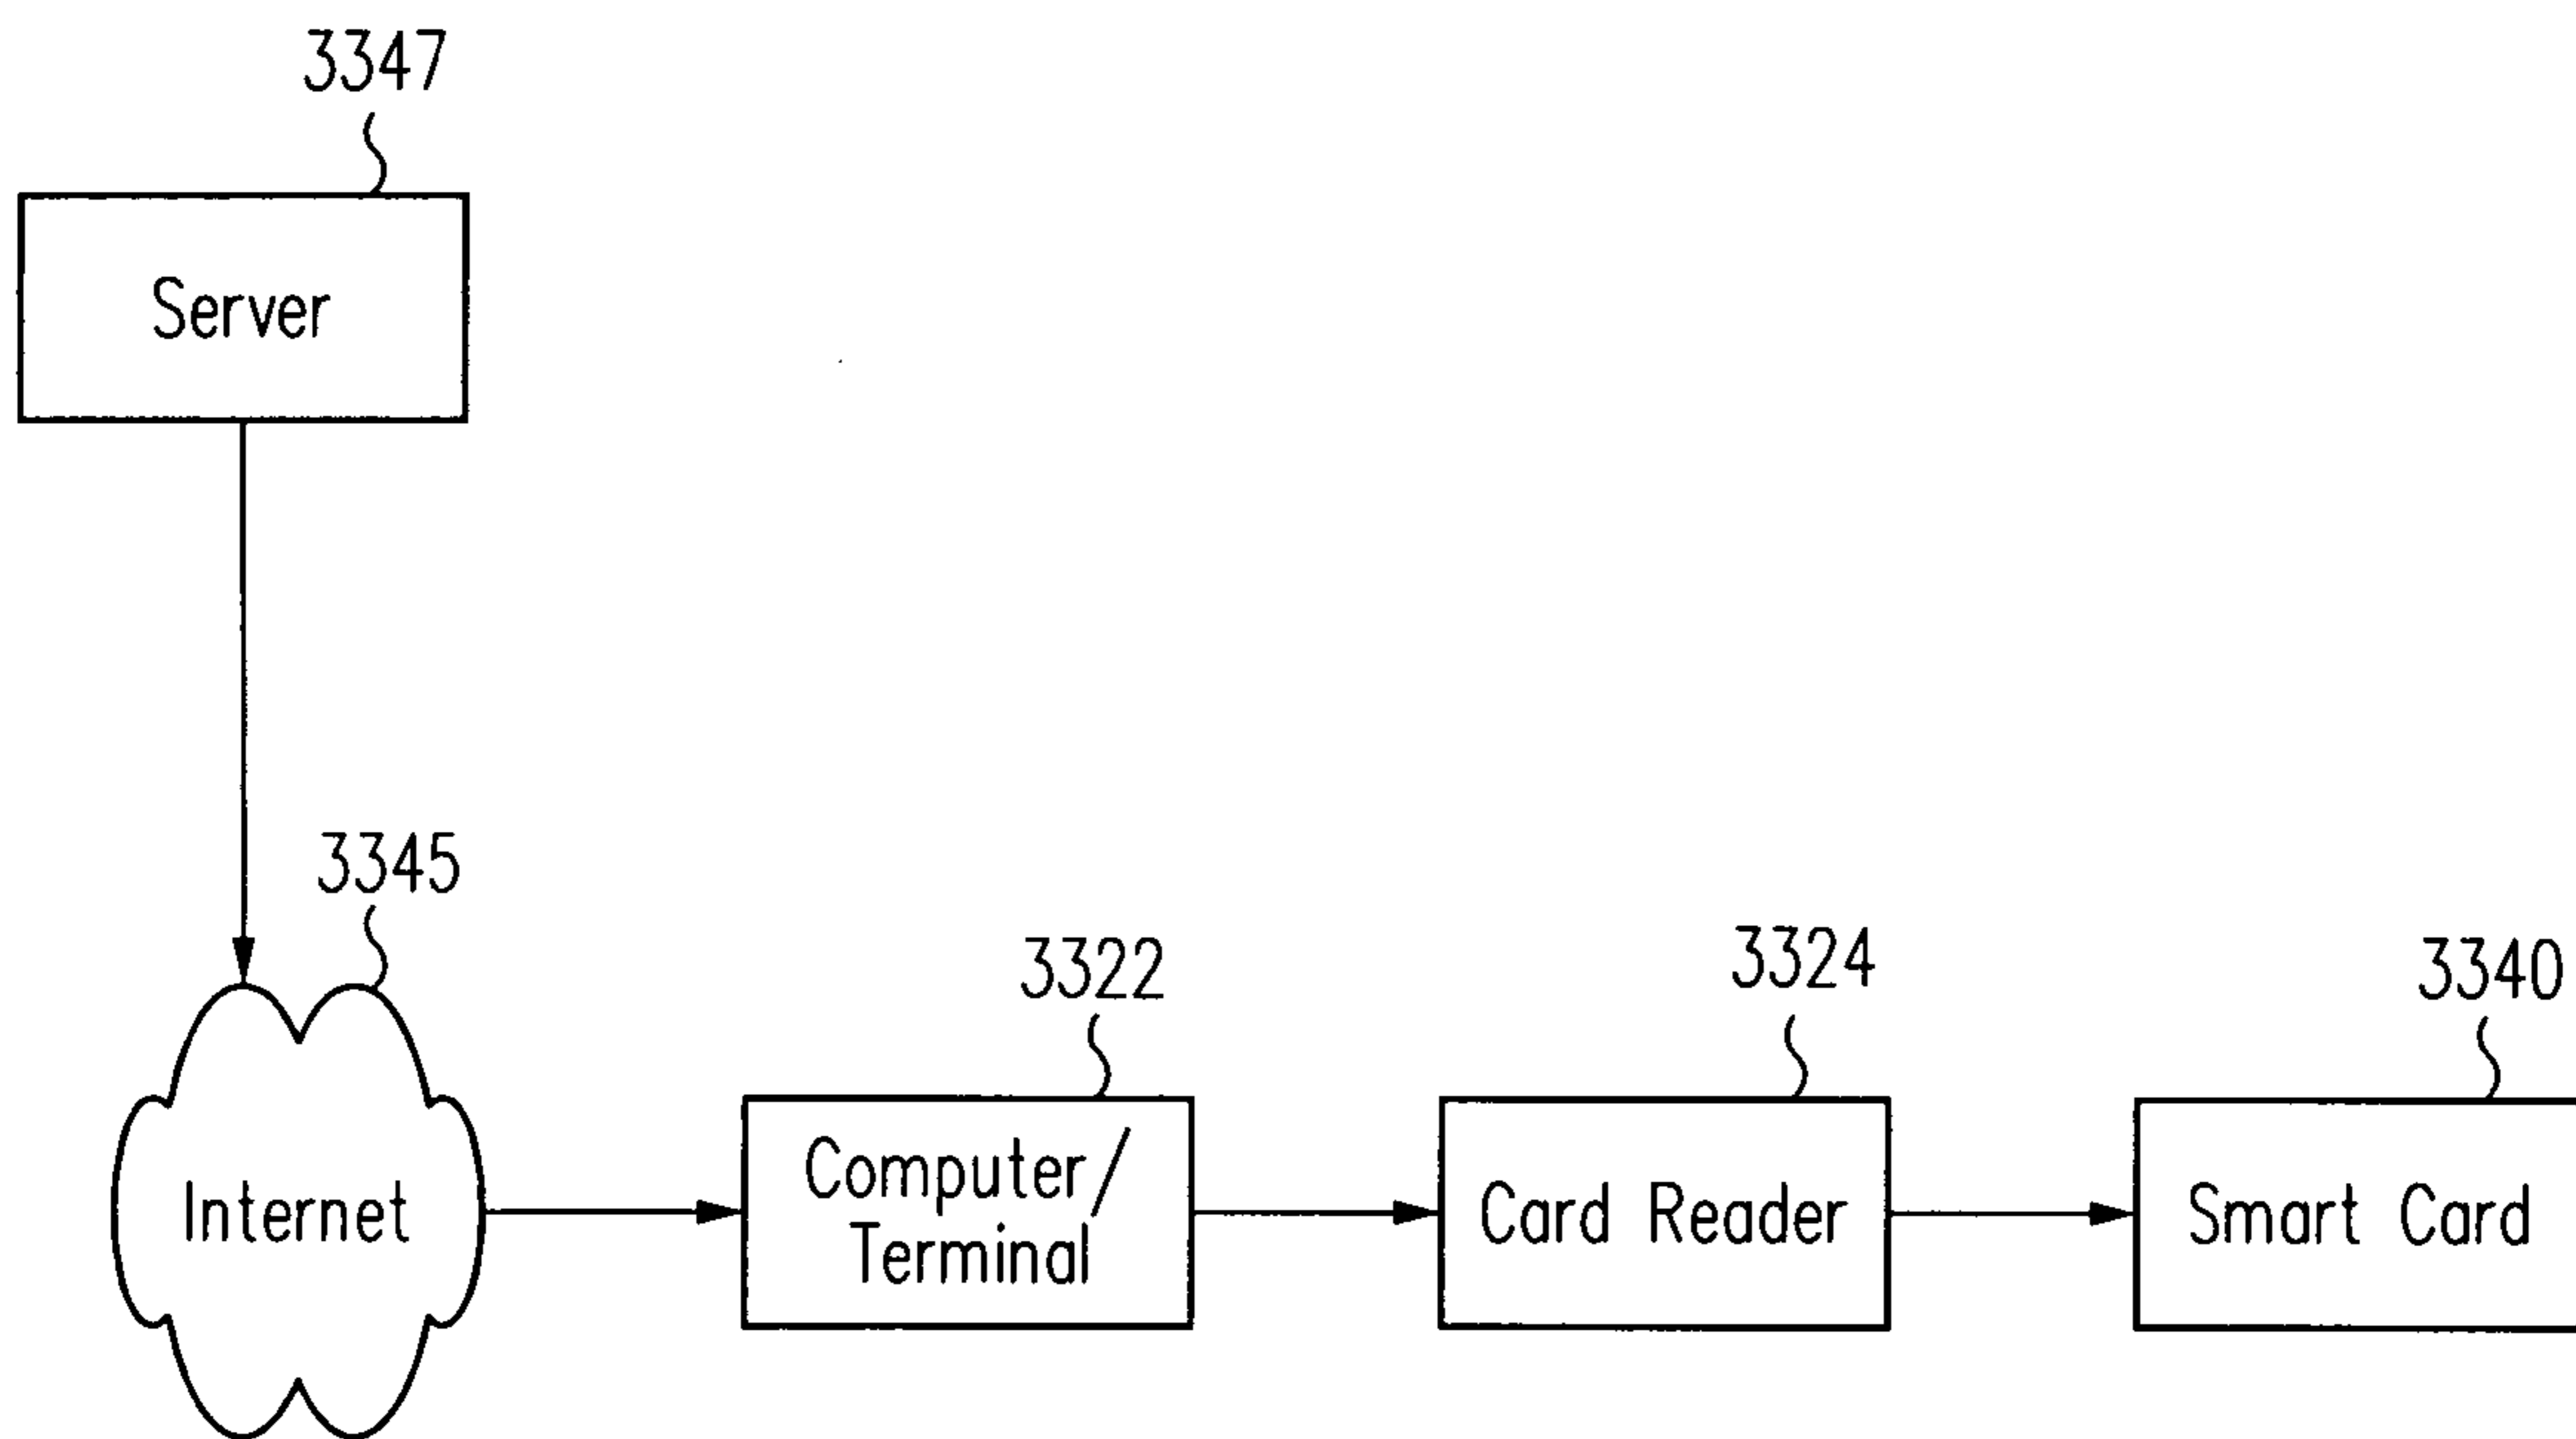 3347
Server
3345
Internet
3322
Computer/
Terminal
3324
Card Reader
3340
Smart Card